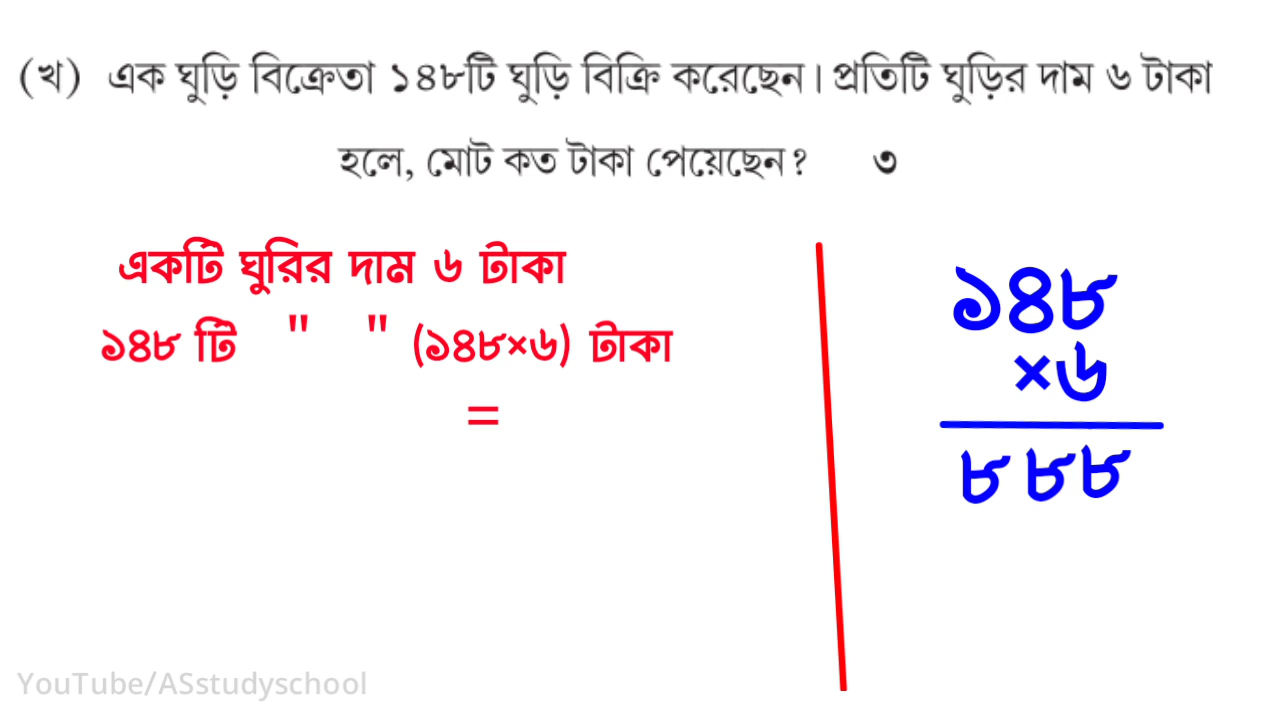 (খ) এক ঘুড়ি বিক্রেতা ১৪৮টি ঘুড়ি বিক্রি করেছেন। প্রতিটি ঘুড়ির দাম ৬ টাকা
হলে, মোট কত টাকা পেয়েছেন? ৩
একটি ঘুরির দাম ৬ টাকা
১৪৮ টি " " (১৪৮×৬) টাকা
=
১৪৮
×৬
৮৮৮
YouTube/ASstudyschool